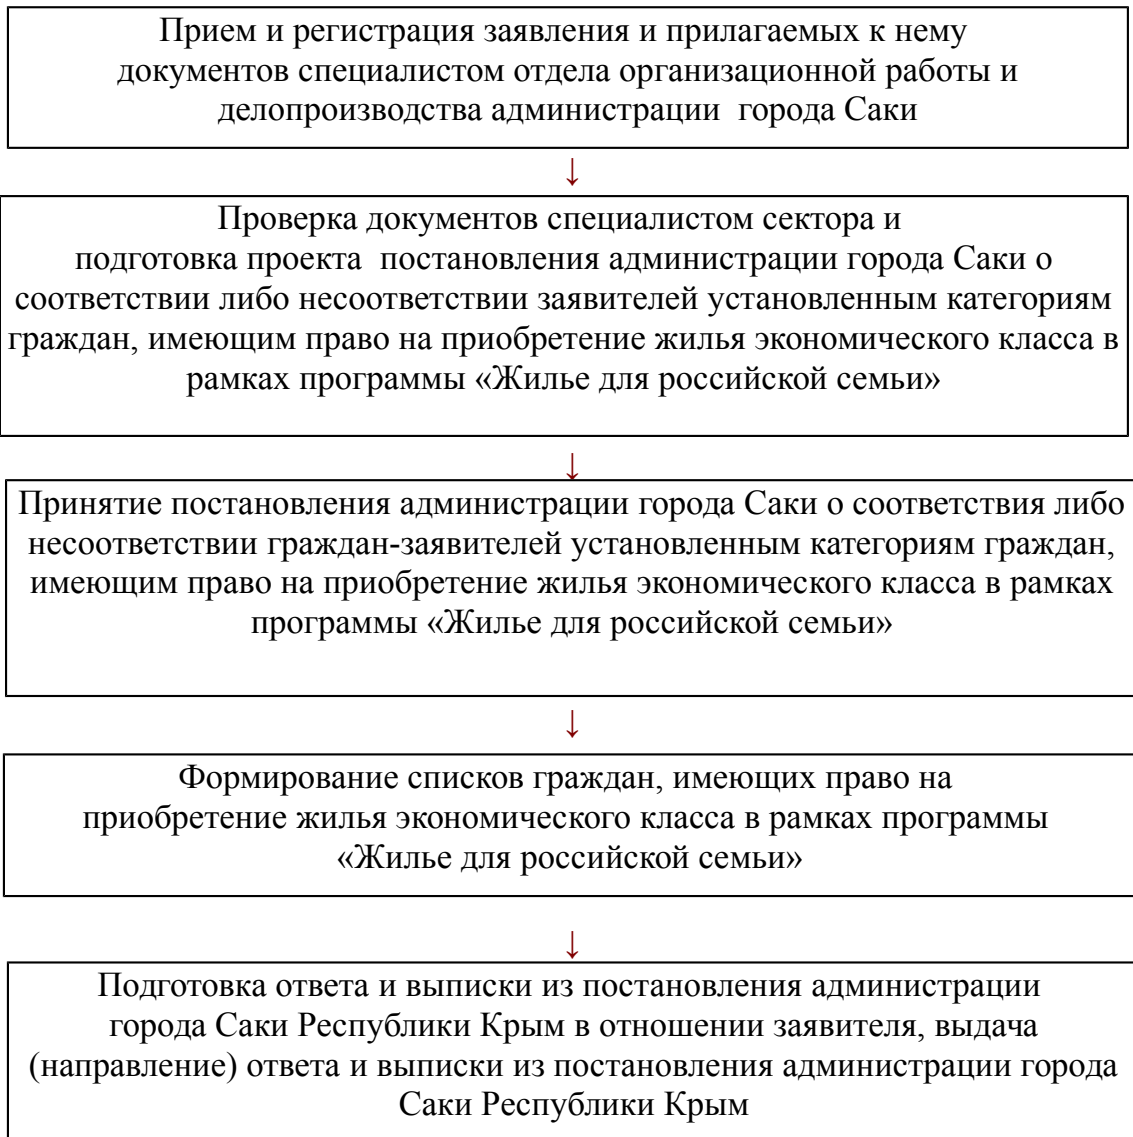 Прием и регистрация заявления и прилагаемых к нему
документов специалистом отдела организационной работы и
делопроизводства администрации  города Саки
↓
Проверка документов специалистом сектора и
подготовка проекта  постановления администрации города Саки о
соответствии либо несоответствии заявителей установленным категориям
граждан, имеющим право на приобретение жилья экономического класса в
рамках программы «Жилье для российской семьи»
↓
Принятие постановления администрации города Саки о соответствия либо
несоответствии граждан-заявителей установленным категориям граждан,
имеющим право на приобретение жилья экономического класса в рамках
программы «Жилье для российской семьи»
↓
Формирование списков граждан, имеющих право на
приобретение жилья экономического класса в рамках программы
«Жилье для российской семьи»
↓
Подготовка ответа и выписки из постановления администрации
города Саки Республики Крым в отношении заявителя, выдача
(направление) ответа и выписки из постановления администрации города
Саки Республики Крым